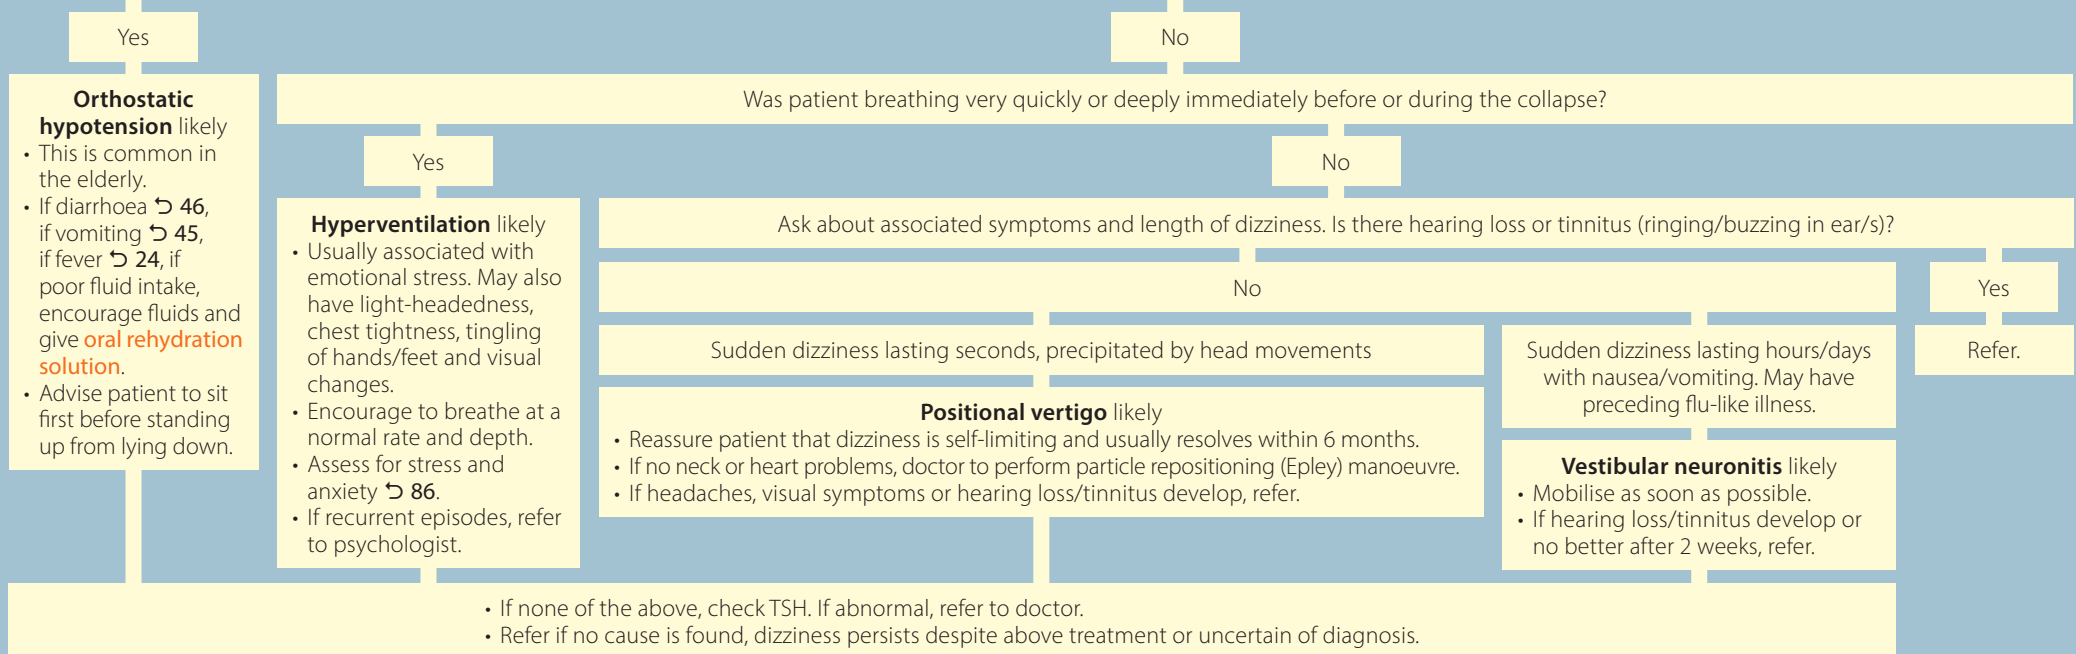 Yes
No
Orthostatic
hypotension likely
• This is common in
the elderly.
• If diarrhoea ⮌ 46,
if vomiting ⮌ 45,
if fever ⮌ 24, if
poor fluid intake,
encourage fluids and
give oral rehydration
solution.
• Advise patient to sit
first before standing
up from lying down.
Was patient breathing very quickly or deeply immediately before or during the collapse?
Yes
No
Hyperventilation likely
• Usually associated with
emotional stress. May also
have light-headedness,
chest tightness, tingling
of hands/feet and visual
changes.
• Encourage to breathe at a
normal rate and depth.
• Assess for stress and
anxiety ⮌ 86.
• If recurrent episodes, refer
to psychologist.
Ask about associated symptoms and length of dizziness. Is there hearing loss or tinnitus (ringing/buzzing in ear/s)?
No
Yes
Sudden dizziness lasting seconds, precipitated by head movements
Positional vertigo likely
• Reassure patient that dizziness is self-limiting and usually resolves within 6 months.
• If no neck or heart problems, doctor to perform particle repositioning (Epley) manoeuvre.
• If headaches, visual symptoms or hearing loss/tinnitus develop, refer.
Sudden dizziness lasting hours/days
with nausea/vomiting. May have
preceding flu-like illness.
Vestibular neuronitis likely
• Mobilise as soon as possible.
• If hearing loss/tinnitus develop or
no better after 2 weeks, refer.
Refer.
• If none of the above, check TSH. If abnormal, refer to doctor.
• Refer if no cause is found, dizziness persists despite above treatment or uncertain of diagnosis.